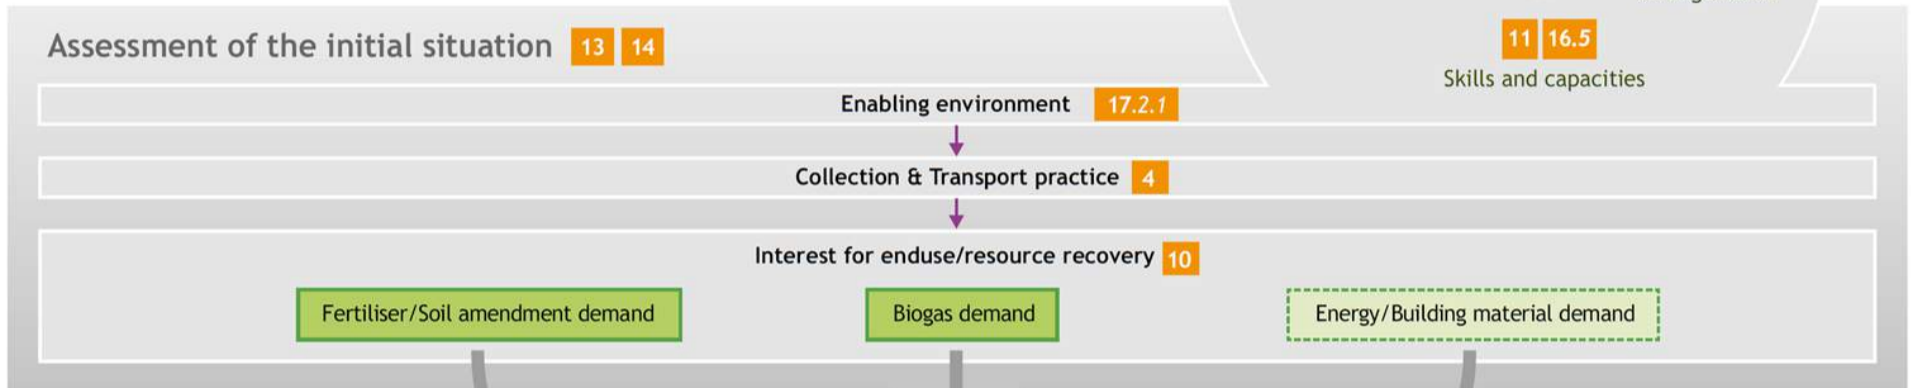 Assessment of the initial situation 13 14
11 16.5
Skills and capacities
Enabling environment 17.2.1
Collection & Transport practice 4
Interest for enduse/resource recovery 10
Fertiliser/Soil amendment demand
Biogas demand
Energy/Building material demand